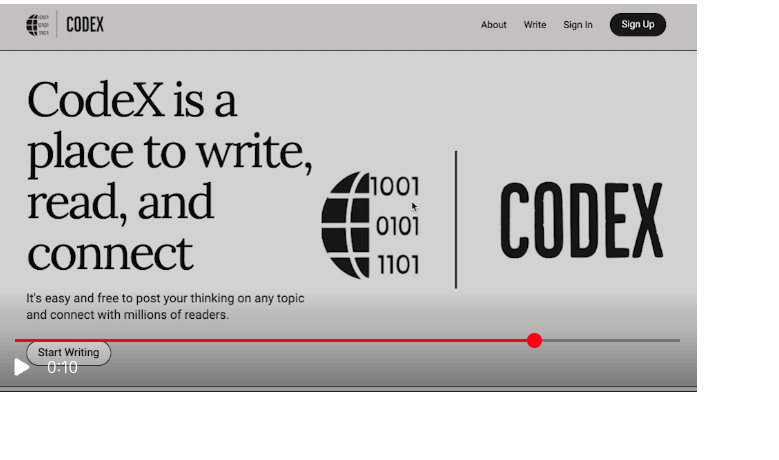 1001
0101
1101
CODEX
About
Write
Sign In
Sign Up
CodeX is a
place to write,
read, and
connect
1001
0101
1101
CODEX
It's easy and free to post your thinking on any topic
and connect with millions of readers.
Start Writing
0:10